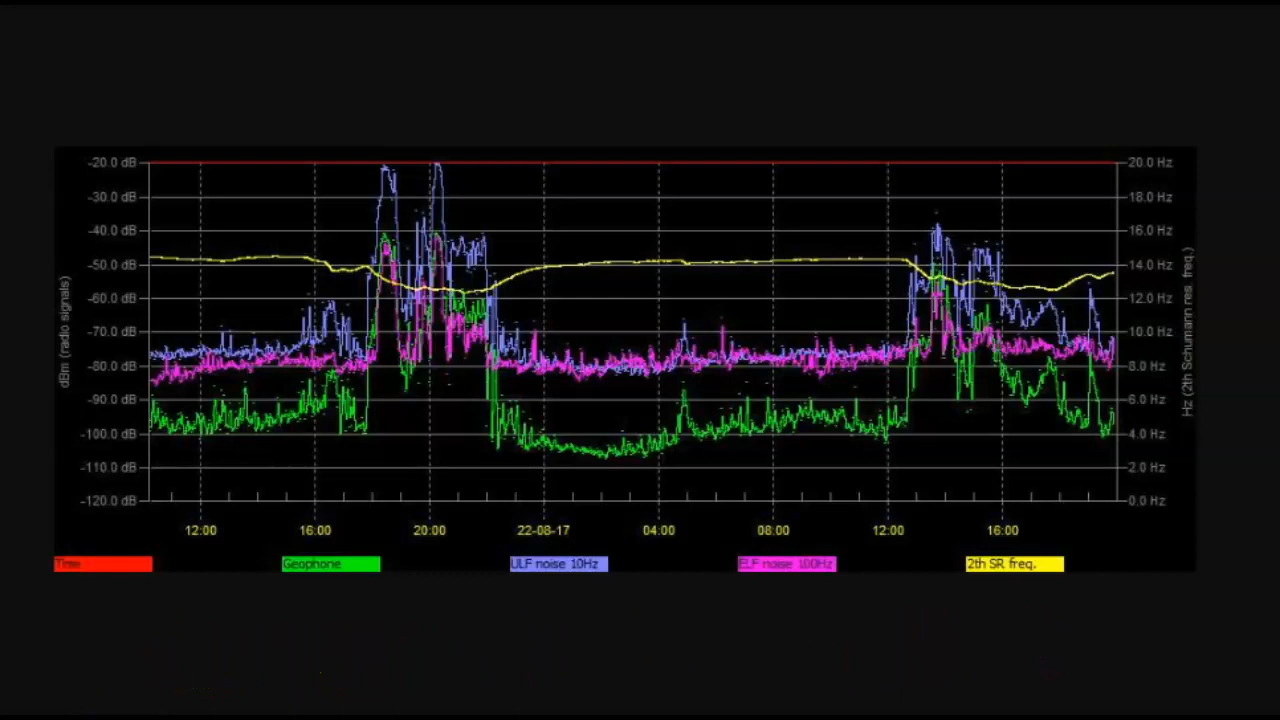 -20.0 dB
-30.0 dB
-40.0 dB
-50.0 dB
-60.0 dB
-70.0 dB
-80.0 dB
-90.0 dB
-100.0 dB
-110.0 dB
-120.0 dB
dBm (radio signals)
20.0 Hz
18.0 Hz
16.0 Hz
14.0 Hz
12.0 Hz
10.0 Hz
8.0 Hz
6.0 Hz
4.0 Hz
2.0 Hz
0.0 Hz
Hz (2th Schumann res. freq.)
12:00 16:00 20:00 22-08-17 04:00 08:00 12:00 16:00
Time Geophone ULF noise 10Hz ELF noise 100Hz 2th SR freq.